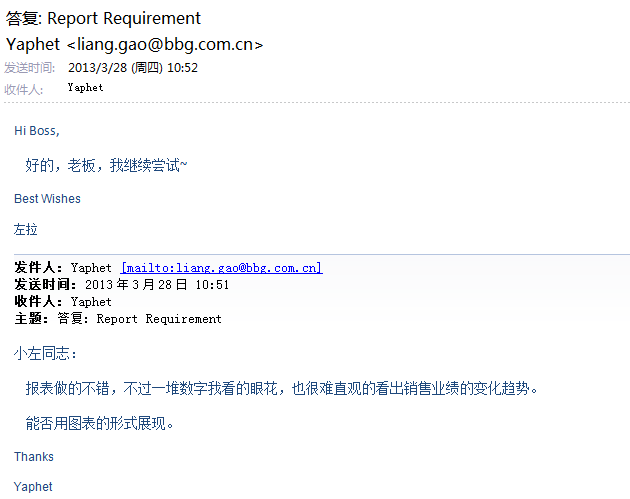 答复: Report Requirement
Yaphet <liang.gao@bbg.com.cn>
发送时间: 2013/3/28 (周四) 10:52
收件人: Yaphet
Hi Boss,
好的，老板，我继续尝试~
Best Wishes
左拉
发件人: Yaphet [mailto:liang.gao@bbg.com.cn]
发送时间: 2013年3月28日 10:51
收件人: Yaphet
主题: 答复: Report Requirement
小左同志：
报表做的不错，不过一堆数字我看的眼花，也很难直观的看出销售业绩的变化趋势。
能否用图表的形式展现。
Thanks
Yaphet